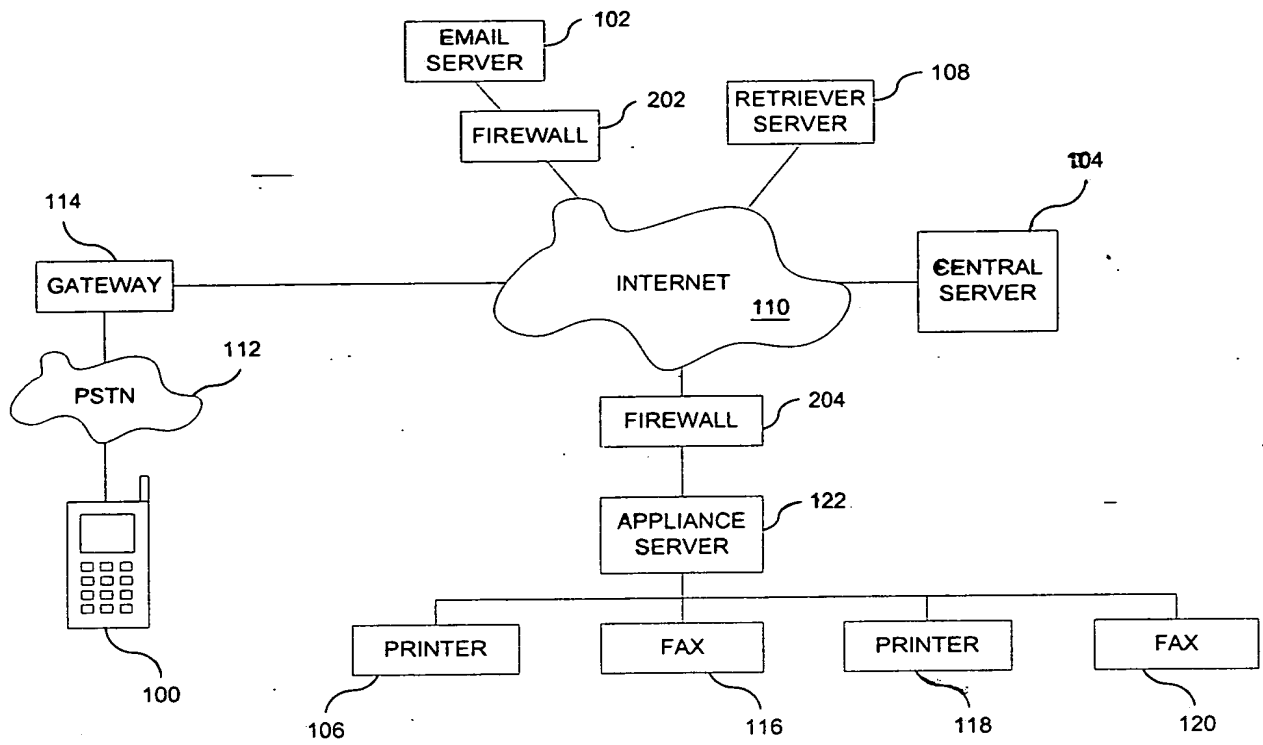 102
EMAIL
SERVER
108
202
RETRIEVER
SERVER
FIREWALL
104
114
GATEWAY
INTERNET
110
CENTRAL
SERVER
112
PSTN
204
FIREWALL
122
APPLIANCE
SERVER
PRINTER
FAX
PRINTER
FAX
100
106
116
118
120